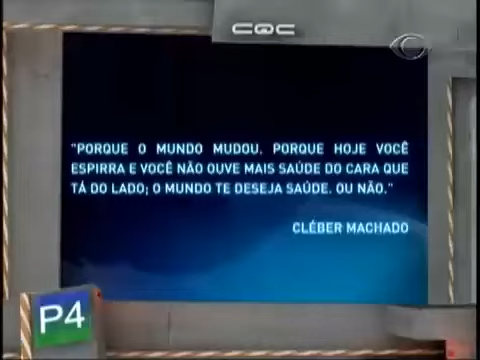 CQC
"PORQUE O MUNDO MUDOU. PORQUE HOJE VOCÊ
ESPIRRA E VOCÊ NÃO OUVE MAIS SAÚDE DO CARA QUE
TÁ DO LADO; O MUNDO TE DESEJA SAÚDE. OU NÃO."
CLÉBER MACHADO
P4